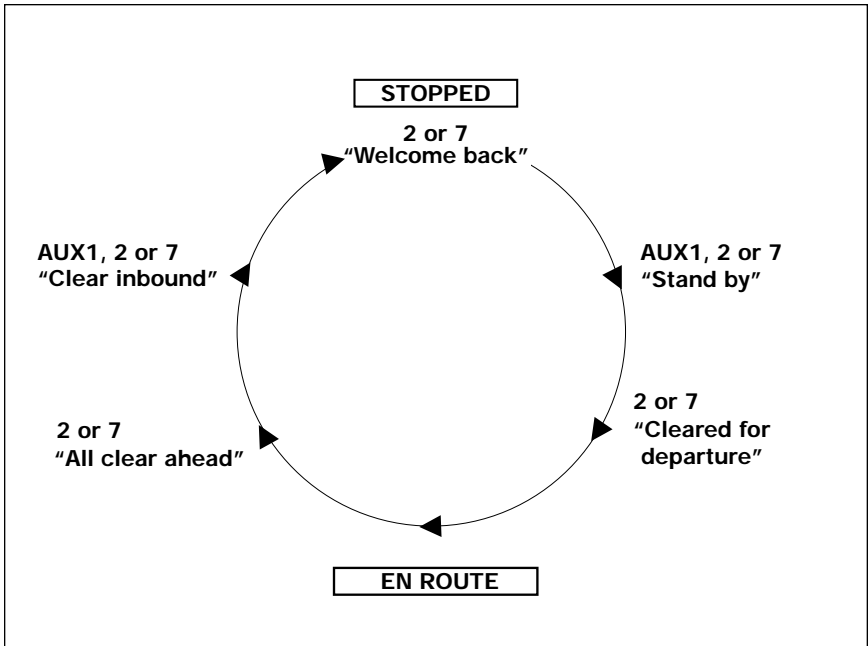 STOPPED
2 or 7
“Welcome back”
AUX1, 2 or 7
“Stand by”
2 or 7
“Cleared for
departure”
EN ROUTE
2 or 7
“All clear ahead”
AUX1, 2 or 7
“Clear inbound”